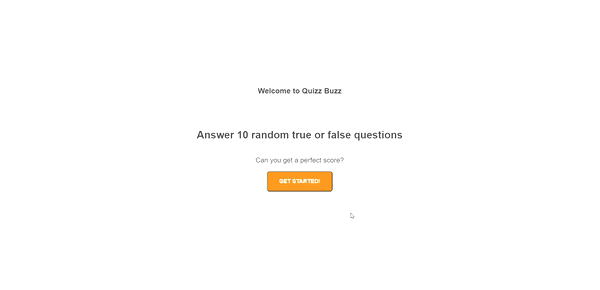 Welcome to Quizz Buzz
Answer 10 random true or false questions
Can you get a perfect score?
GET STARTED!